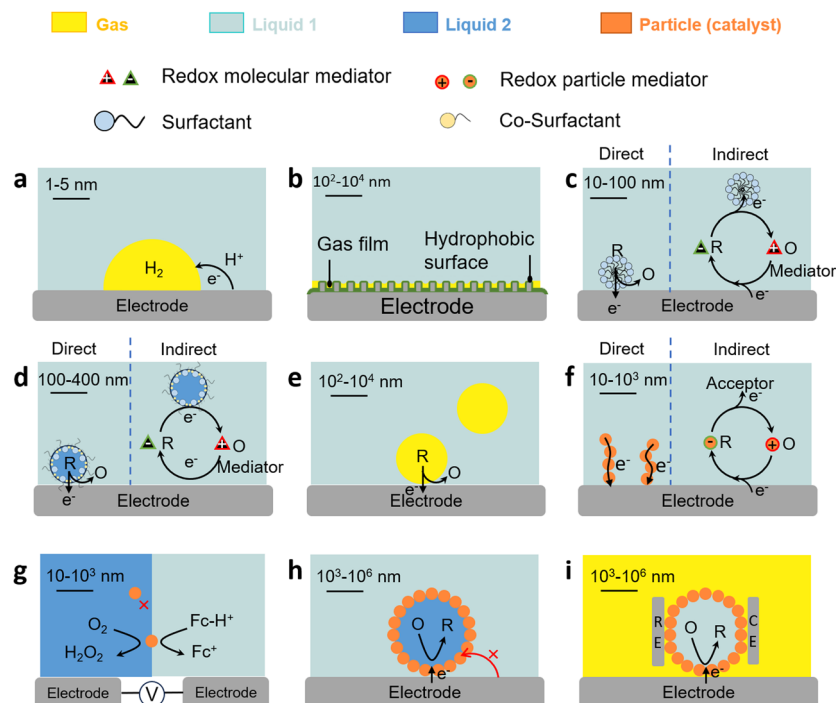 Gas Liquid 1 Liquid 2 Particle (catalyst)
+ - Redox molecular mediator + - Redox particle mediator
Surfactant Co-Surfactant
a
1-5 nm
H₂
H⁺
e⁻
Electrode
b
10²-10⁴ nm
Gas film
Hydrophobic
surface
Electrode
c
Direct Indirect
10-100 nm
e⁻
R
O
e⁻
- R + O
Mediator
e⁻
Electrode
d
Direct Indirect
100-400 nm
e⁻
R
O
e⁻
- R + O
Mediator
e⁻
Electrode
e
10²-10⁴ nm
R
O
e⁻
Electrode
f
Direct Indirect
10-10³ nm
Acceptor
e⁻
e⁻ e⁻
- R + O
e⁻
Electrode
g
10-10³ nm
×
O₂ Fc-H⁺
H₂O₂ Fc⁺
Electrode V Electrode
h
10³-10⁶ nm
O R
×
e⁻
Electrode
i
10³-10⁶ nm
R
E
O R
C
E
e⁻
Electrode